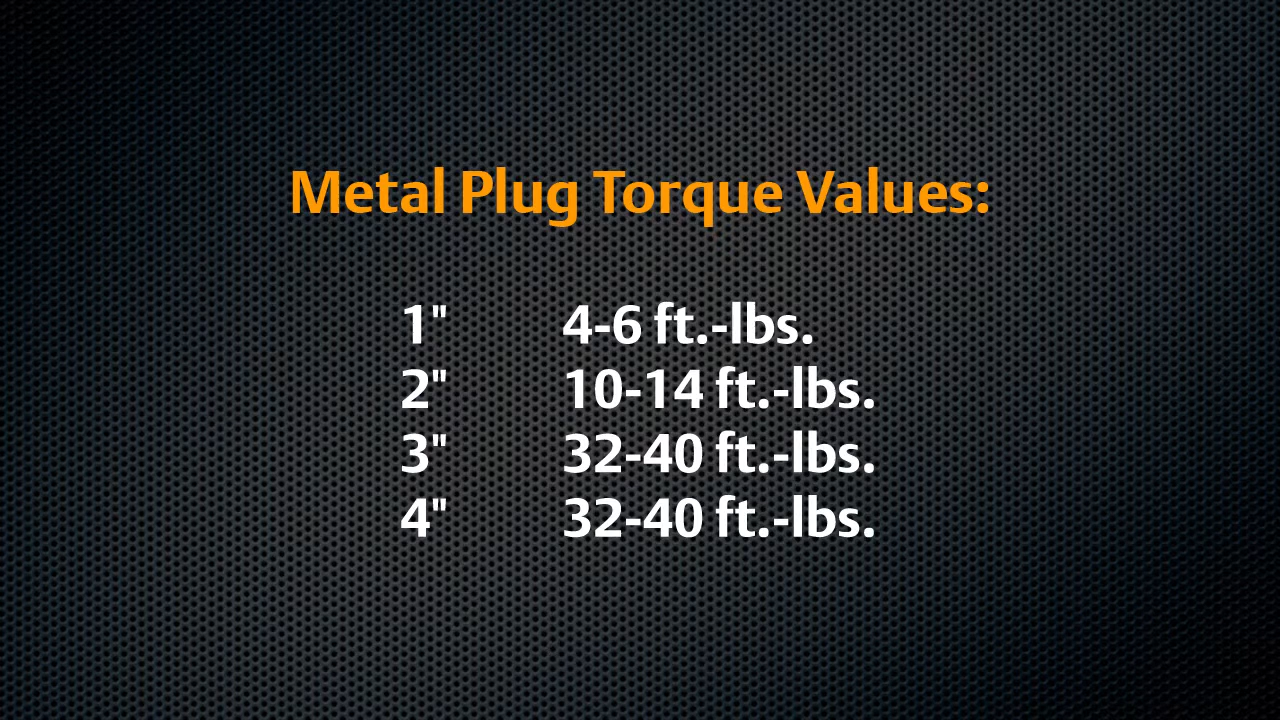 Metal Plug Torque Values:
1" 4-6 ft.-lbs.
2" 10-14 ft.-lbs.
3" 32-40 ft.-lbs.
4" 32-40 ft.-lbs.